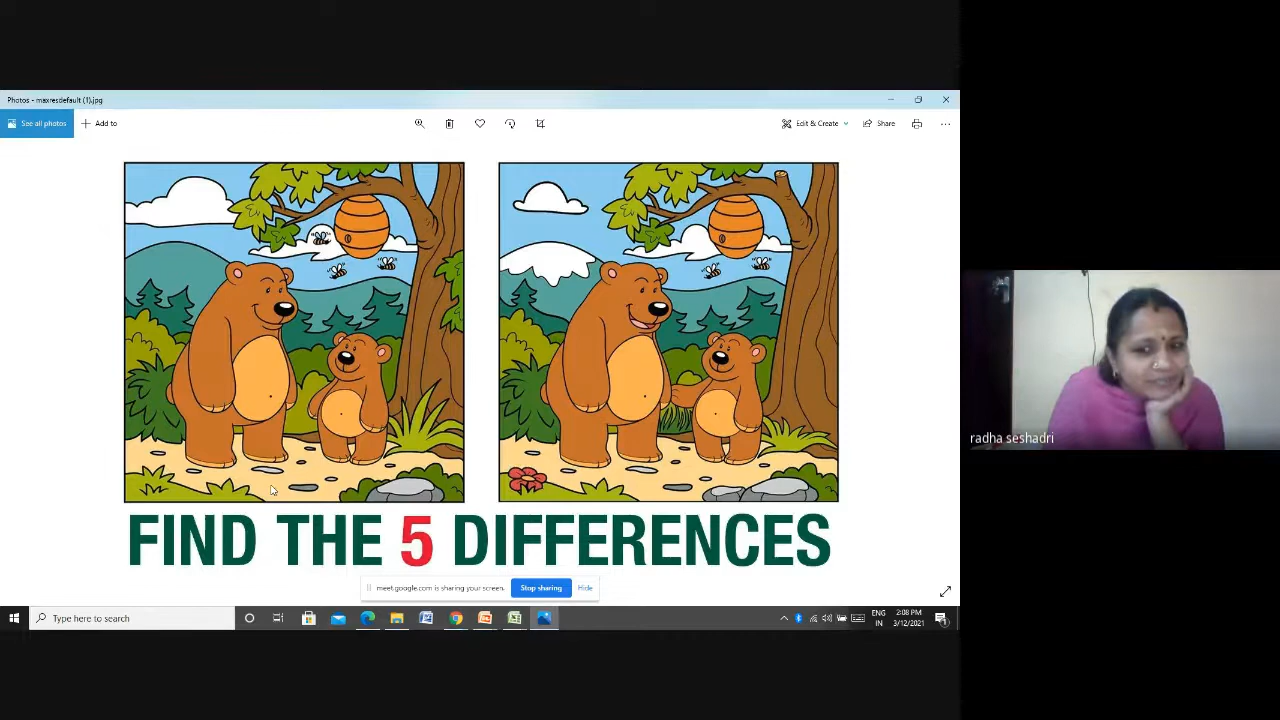 Photos - maxresdefault (1).jpg
See all photos
Add to
Edit & Create
Share
FIND THE 5 DIFFERENCES
meet.google.com is sharing your screen.
Stop sharing
Hide
Type here to search
ENG
IN
2:08 PM
3/12/2021
radha seshadri